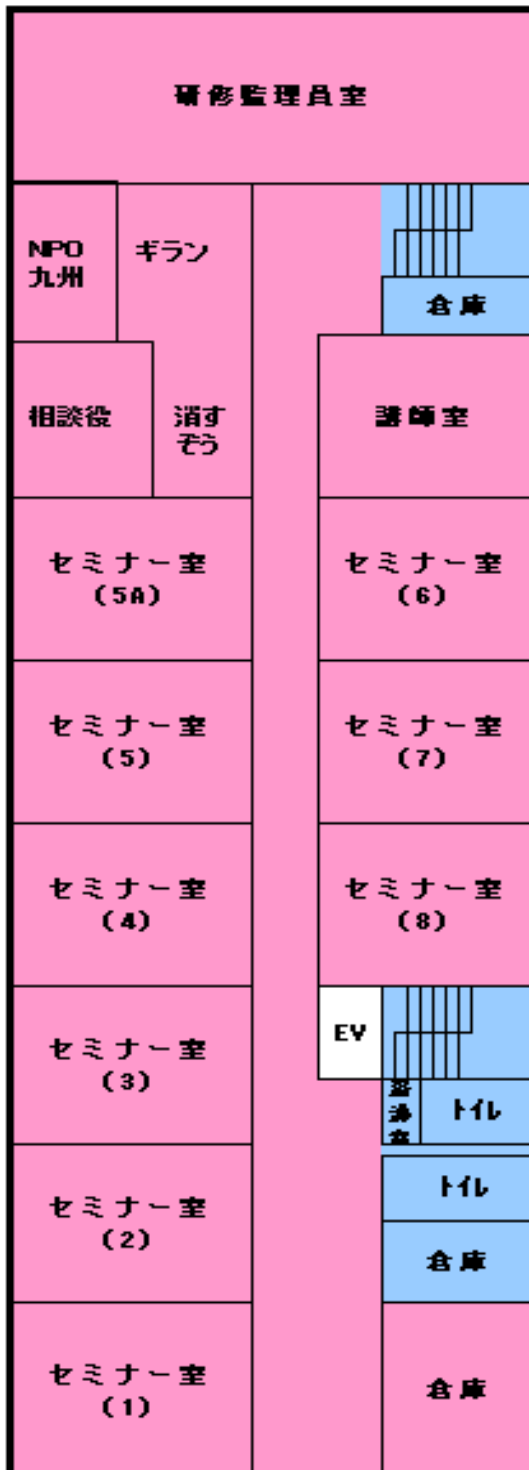 研修監理員室
NPO
九州
ギラン
倉庫
相談役
消す
ぞう
講師室
セミナー室
(5A)
セミナー室
(6)
セミナー室
(5)
セミナー室
(7)
セミナー室
(4)
セミナー室
(8)
セミナー室
(3)
EV
トイレ
セミナー室
(2)
トイレ
倉庫
セミナー室
(1)
倉庫